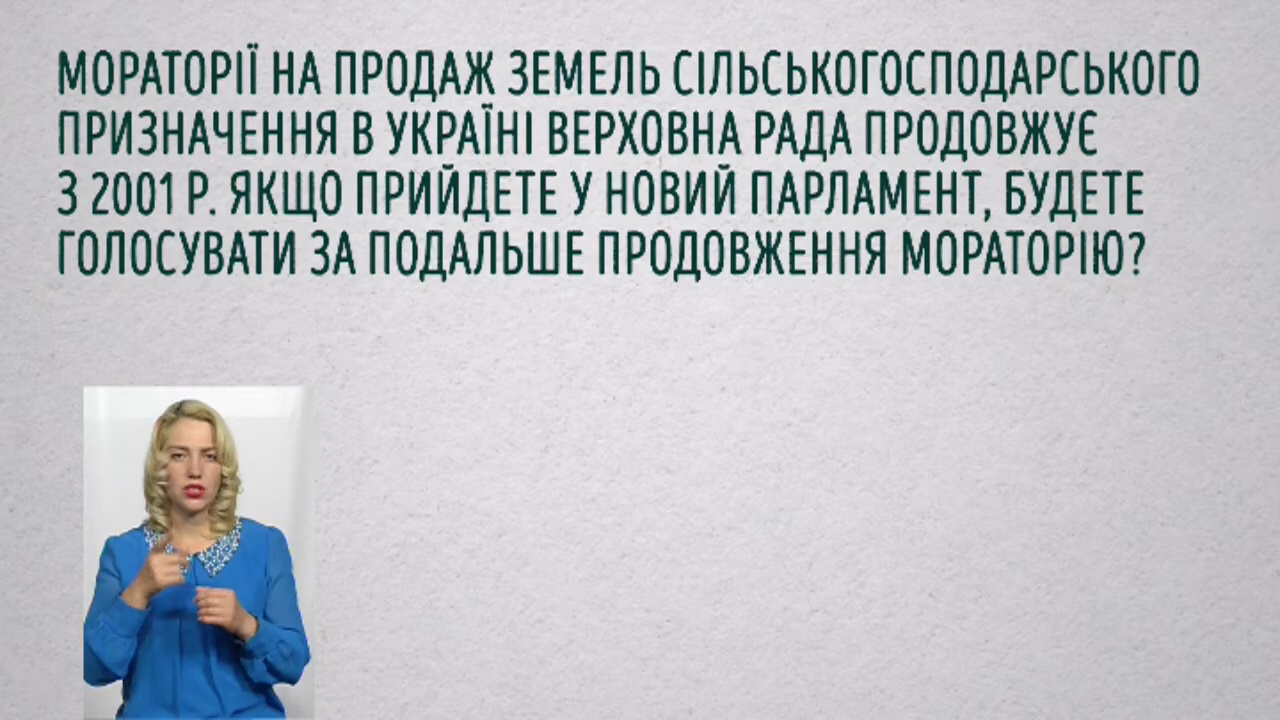 МОРАТОРІЇ НА ПРОДАЖ ЗЕМЕЛЬ СІЛЬСЬКОГОСПОДАРСЬКОГО
ПРИЗНАЧЕННЯ В УКРАЇНІ ВЕРХОВНА РАДА ПРОДОВЖУЄ
З 2001 Р. ЯКЩО ПРИЙДЕТЕ У НОВИЙ ПАРЛАМЕНТ, БУДЕТЕ
ГОЛОСУВАТИ ЗА ПОДАЛЬШЕ ПРОДОВЖЕННЯ МОРАТОРІЮ?